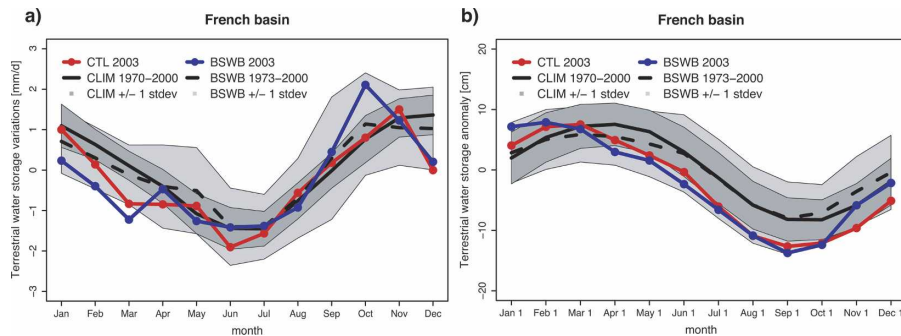 a)
French basin
Terrestrial water storage variations [mm/d]
3
2
1
0
−1
−2
−3
CTL 2003
BSWB 2003
CLIM 1970−2000
BSWB 1973−2000
CLIM +/− 1 stdev
BSWB +/− 1 stdev
Jan Feb Mar Apr May Jun Jul Aug Sep Oct Nov Dec
month
b)
French basin
Terrestrial water storage anomaly [cm]
20
10
0
−10
−20
CTL 2003
BSWB 2003
CLIM 1970−2000
BSWB 1973−2000
CLIM +/− 1 stdev
BSWB +/− 1 stdev
Jan 1 Feb 1 Mar 1 Apr 1 May 1 Jun 1 Jul 1 Aug 1 Sep 1 Oct 1 Nov 1 Dec 1
month